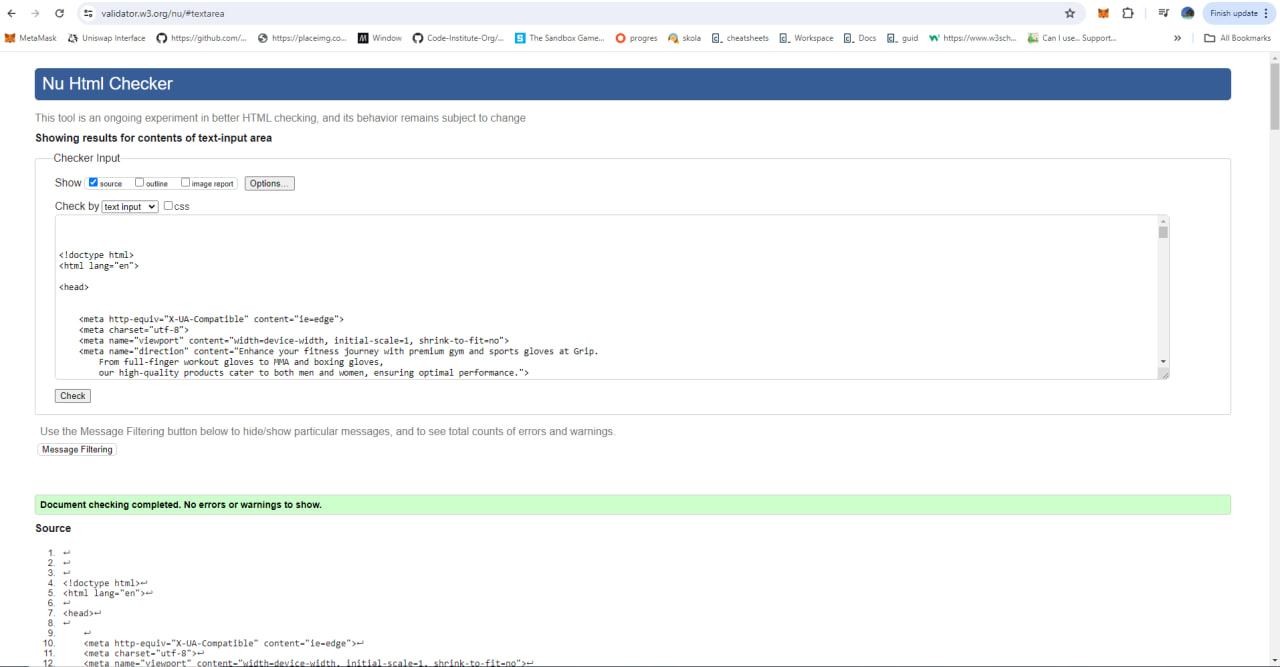 validator.w3.org/nu/#textarea
Finish update
MetaMask
Uniswap Interface
https://github.com/...
https://placeimg.co...
Window
Code-Institute-Org/...
The Sandbox Game...
progres
skola
cheatsheets
Workspace
Docs
guid
https://www.w3sch...
Can I use... Support...
»
All Bookmarks
Nu Html Checker
This tool is an ongoing experiment in better HTML checking, and its behavior remains subject to change
Showing results for contents of text-input area
Checker Input
Show source outline image report Options...
Check by text input css
<!doctype html>
<html lang="en">
<head>
<meta http-equiv="X-UA-Compatible" content="ie=edge">
<meta charset="utf-8">
<meta name="viewport" content="width=device-width, initial-scale=1, shrink-to-fit=no">
<meta name="direction" content="Enhance your fitness journey with premium gym and sports gloves at Grip.
From full-finger workout gloves to MMA and boxing gloves,
our high-quality products cater to both men and women, ensuring optimal performance.">
Check
Use the Message Filtering button below to hide/show particular messages, and to see total counts of errors and warnings.
Message Filtering
Document checking completed. No errors or warnings to show.
Source
1. ↩
2. ↩
3. ↩
4. <!doctype html>↩
5. <html lang="en">↩
6. ↩
7. <head>↩
8. ↩
9. ↩
10. <meta http-equiv="X-UA-Compatible" content="ie=edge">↩
11. <meta charset="utf-8">↩
12. <meta name="viewport" content="width=device-width, initial-scale=1, shrink-to-fit=no">↩